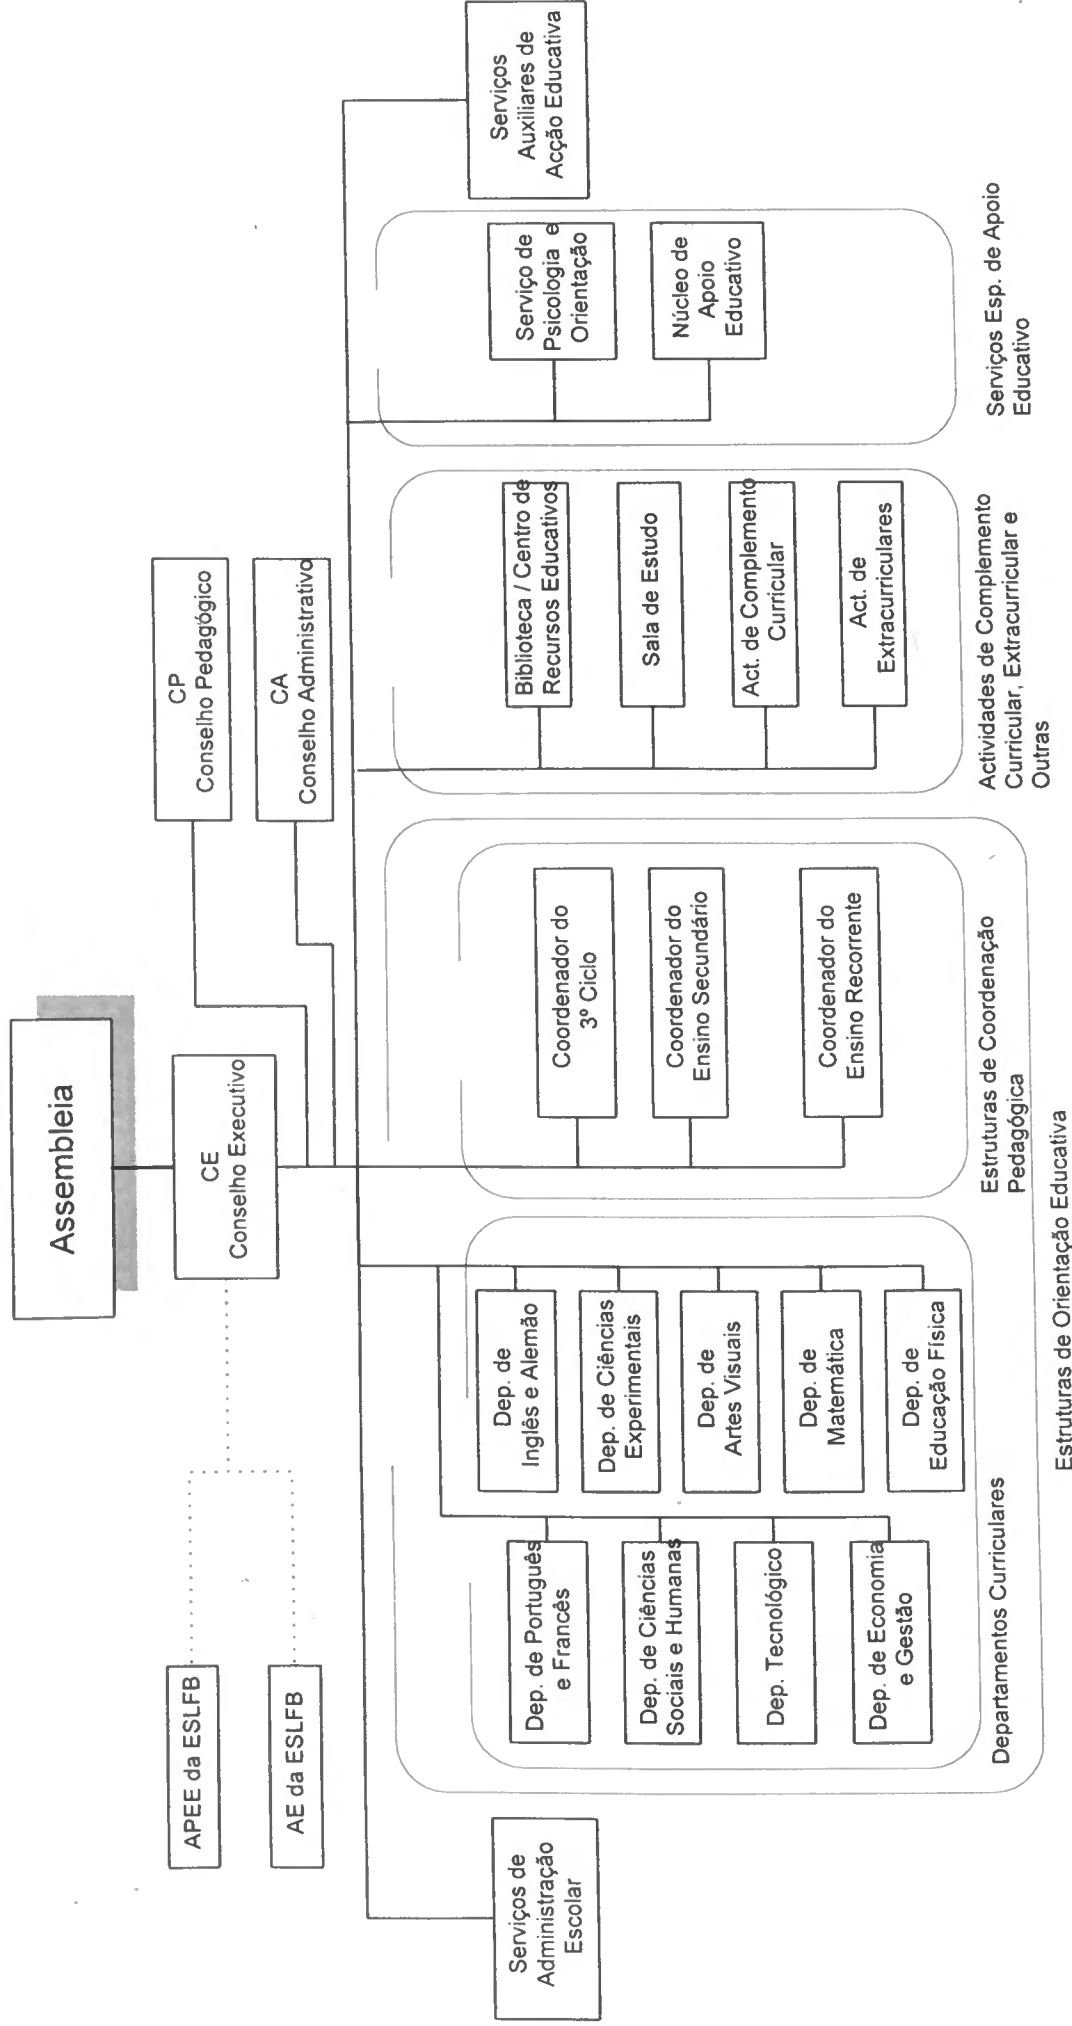 Assembleia
CE
Conselho Executivo
CP
Conselho Pedagógico
CA
Conselho Administrativo
APEE da ESLFB
AE da ESLFB
Serviços de
Administração
Escolar
Dep. de Português
e Francês
Dep. de Ciências
Sociais e Humanas
Dep. Tecnológico
Dep. de Economia
e Gestão
Dep. de
Inglês e Alemão
Dep. de Ciências
Experimentais
Dep. de
Artes Visuais
Dep. de
Matemática
Dep. de
Educação Física
Departamentos Curriculares
Coordenador do
3º Ciclo
Coordenador do
Ensino Secundário
Coordenador do
Ensino Recorrente
Estruturas de Coordenação
Pedagógica
Estruturas de Orientação Educativa
Biblioteca / Centro de
Recursos Educativos
Sala de Estudo
Act. de Complemento
Curricular
Act. de
Extracurriculares
Actividades de Complemento
Curricular, Extracurricular e
Outras
Serviço de
Psicologia e
Orientação
Núcleo de
Apoio
Educativo
Serviços Esp. de Apoio
Educativo
Serviços
Auxiliares de
Acção Educativa